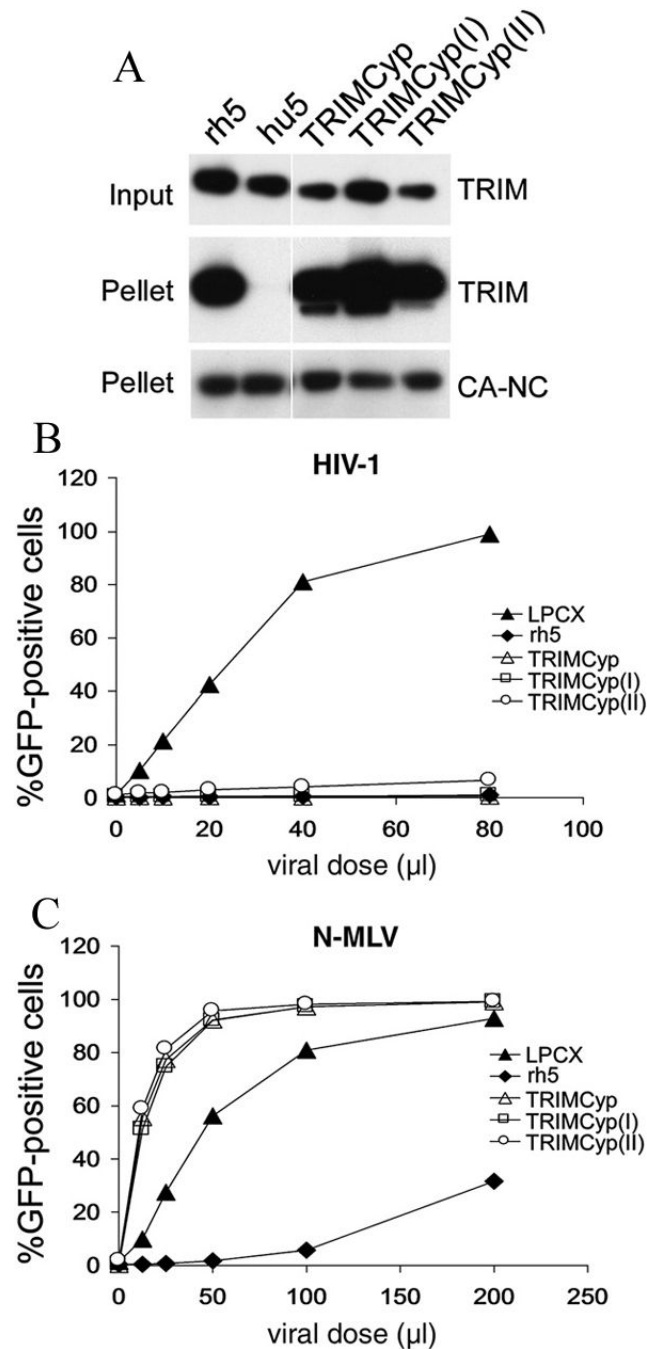 A
rh5
hu5
TRIMCyp
TRIMCyp(I)
TRIMCyp(II)
Input
TRIM
Pellet
TRIM
Pellet
CA-NC
B
HIV-1
%GFP-positive cells
120
100
80
60
40
20
0
LPCX
rh5
TRIMCyp
TRIMCyp(I)
TRIMCyp(II)
0 20 40 60 80 100
viral dose (µl)
C
N-MLV
%GFP-positive cells
120
100
80
60
40
20
0
LPCX
rh5
TRIMCyp
TRIMCyp(I)
TRIMCyp(II)
0 50 100 150 200 250
viral dose (µl)